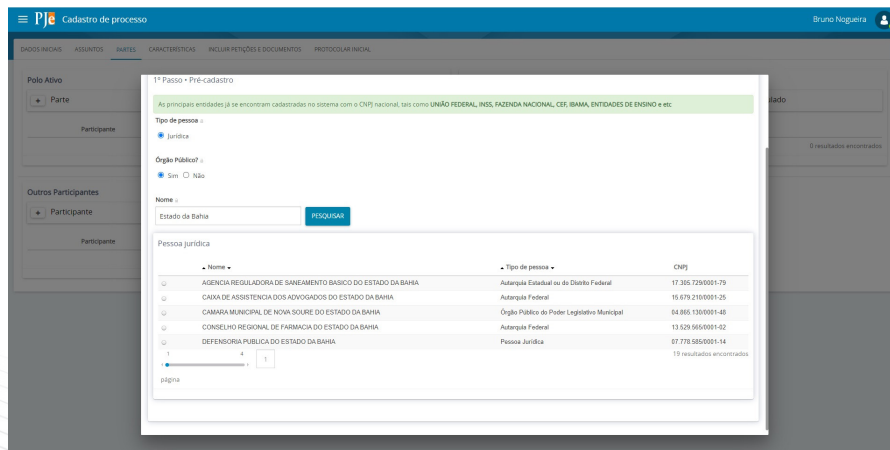 PJe Cadastro de processo
Bruno Nogueira
DADOS INICIAIS ASSUNTOS PARTES CARACTERÍSTICAS INCLUIR PETIÇÕES E DOCUMENTOS PROTOCOLAR INICIAL
Polo Ativo
+ Parte
Participante
Outros Participantes
+ Participante
Participante
ulado
0 resultados encontrados
1º Passo • Pré-cadastro
As principais entidades já se encontram cadastradas no sistema com o CNPJ nacional, tais como UNIÃO FEDERAL, INSS, FAZENDA NACIONAL, CEF, IBAMA, ENTIDADES DE ENSINO e etc
Tipo de pessoa
Jurídica
Órgão Público?
Sim Não
Nome
Estado da Bahia PESQUISAR
Pessoa jurídica
Nome Tipo de pessoa CNPJ
AGENCIA REGULADORA DE SANEAMENTO BASICO DO ESTADO DA BAHIA Autarquia Estadual ou do Distrito Federal 17.305.729/0001-79
CAIXA DE ASSISTENCIA DOS ADVOGADOS DO ESTADO DA BAHIA Autarquia Federal 15.679.210/0001-25
CAMARA MUNICIPAL DE NOVA SOURE DO ESTADO DA BAHIA Órgão Público do Poder Legislativo Municipal 04.865.130/0001-48
CONSELHO REGIONAL DE FARMACIA DO ESTADO DA BAHIA Autarquia Federal 13.529.565/0001-02
DEFENSORIA PUBLICA DO ESTADO DA BAHIA Pessoa Jurídica 07.778.585/0001-14
1 4 1
19 resultados encontrados
página